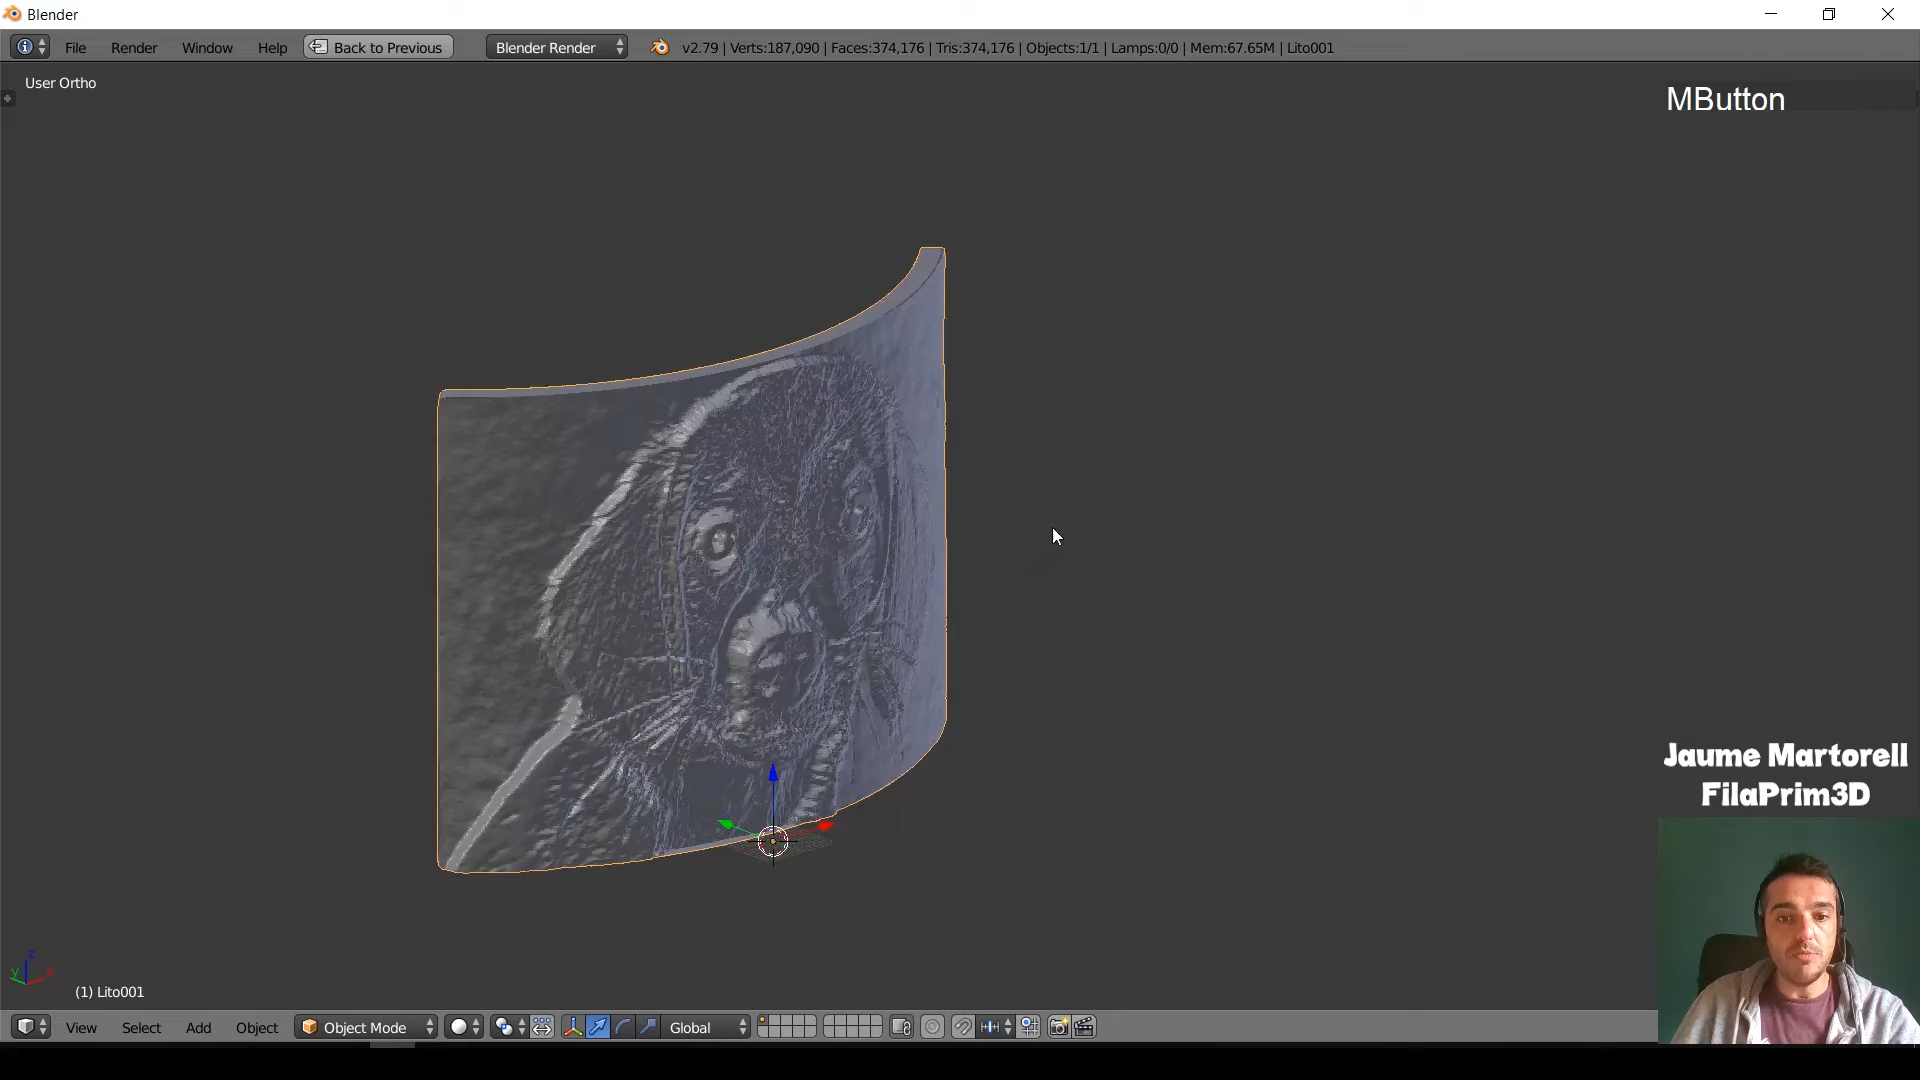 Blender
File Render Window Help Back to Previous Blender Render v2.79 | Verts:187,090 | Faces:374,176 | Tris:374,176 | Objects:1/1 | Lamps:0/0 | Mem:67.65M | Lito001
User Ortho
MButton
Jaume Martorell
FilaPrim3D
z
y
x
(1) Lito001
View Select Add Object Object Mode Global